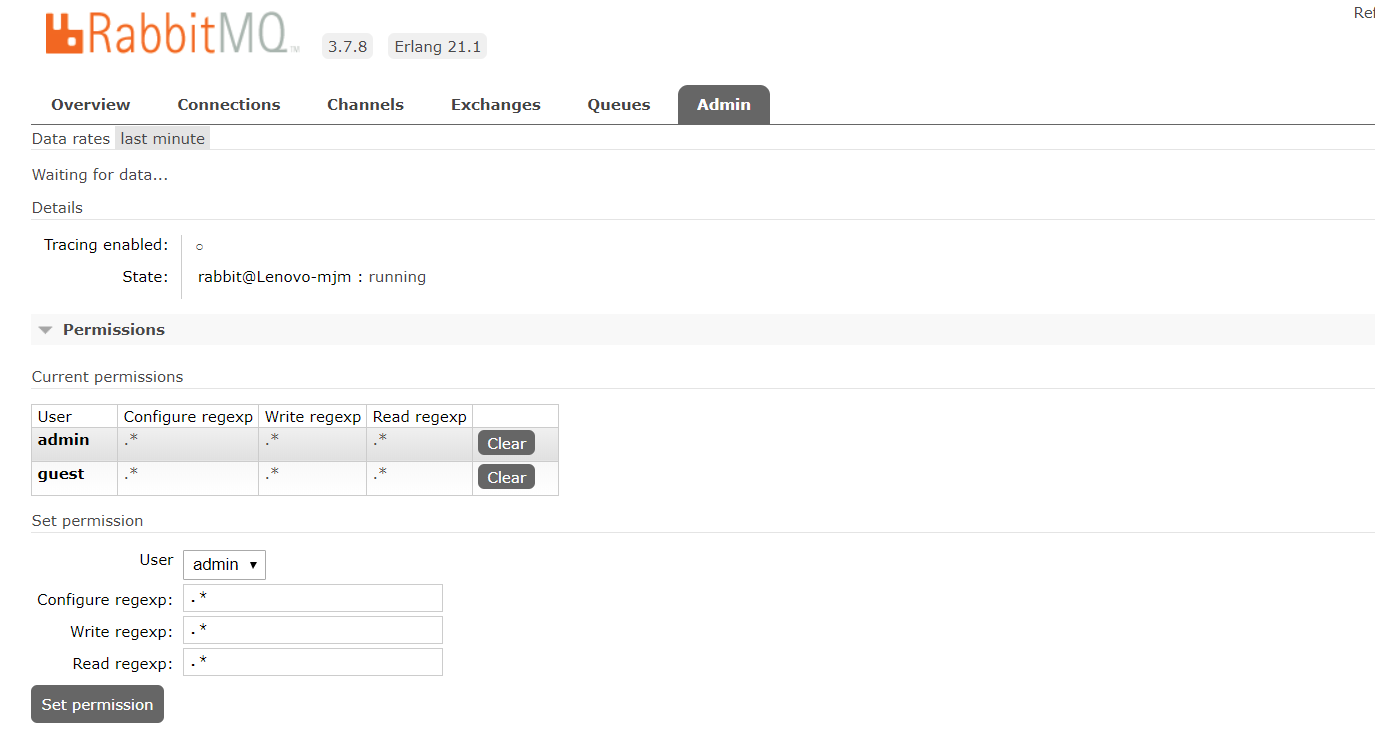 RabbitMQ TM 3.7.8 Erlang 21.1
Overview Connections Channels Exchanges Queues Admin
Data rates last minute
Waiting for data...
Details
Tracing enabled: ○
State: rabbit@Lenovo-mjm : running
Permissions
Current permissions
User Configure regexp Write regexp Read regexp
admin .* .* .* Clear
guest .* .* .* Clear
Set permission
User admin
Configure regexp: .*
Write regexp: .*
Read regexp: .*
Set permission